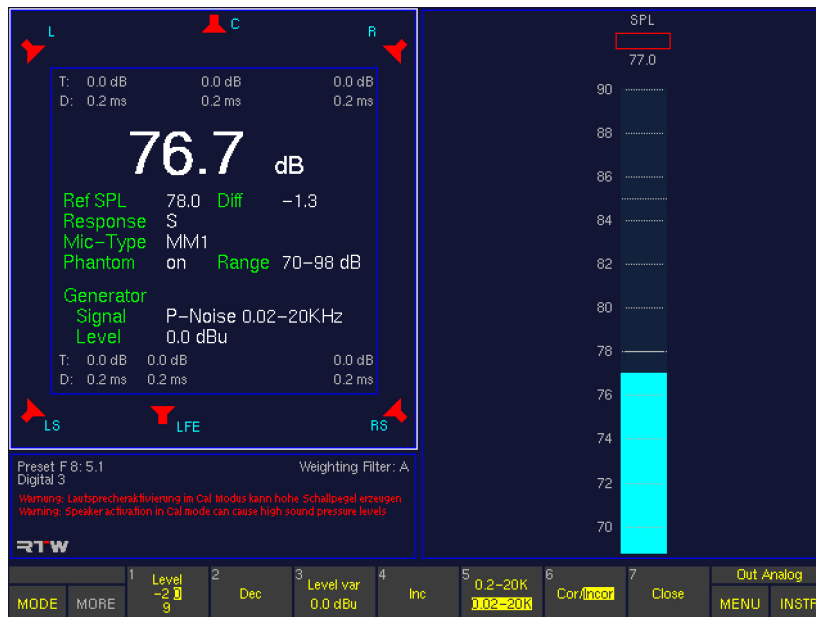 L C R
T: 0.0 dB 0.0 dB 0.0 dB
D: 0.2 ms 0.2 ms 0.2 ms
76.7 dB
Ref SPL 78.0 Diff −1.3
Response S
Mic−Type MM1
Phantom on Range 70−98 dB
Generator
Signal P−Noise 0.02−20KHz
Level 0.0 dBu
T: 0.0 dB 0.0 dB 0.0 dB
D: 0.2 ms 0.2 ms 0.2 ms
LS LFE RS
Preset F 8: 5.1 Weighting Filter: A
Digital 3
Warnung: Lautsprecheraktivierung im Cal Modus kann hohe Schallpegel erzeugen
Warning: Speaker activation in Cal mode can cause high sound pressure levels
RTW
SPL
77.0
90
88
86
84
82
80
78
76
74
72
70
MODE MORE
1 Level
−2 0
9
2 Dec
3 Level var
0.0 dBu
4 Inc
5 0.2−20K
0.02−20K
6 Cor/Incor
7 Close
Out Analog
MENU INSTR